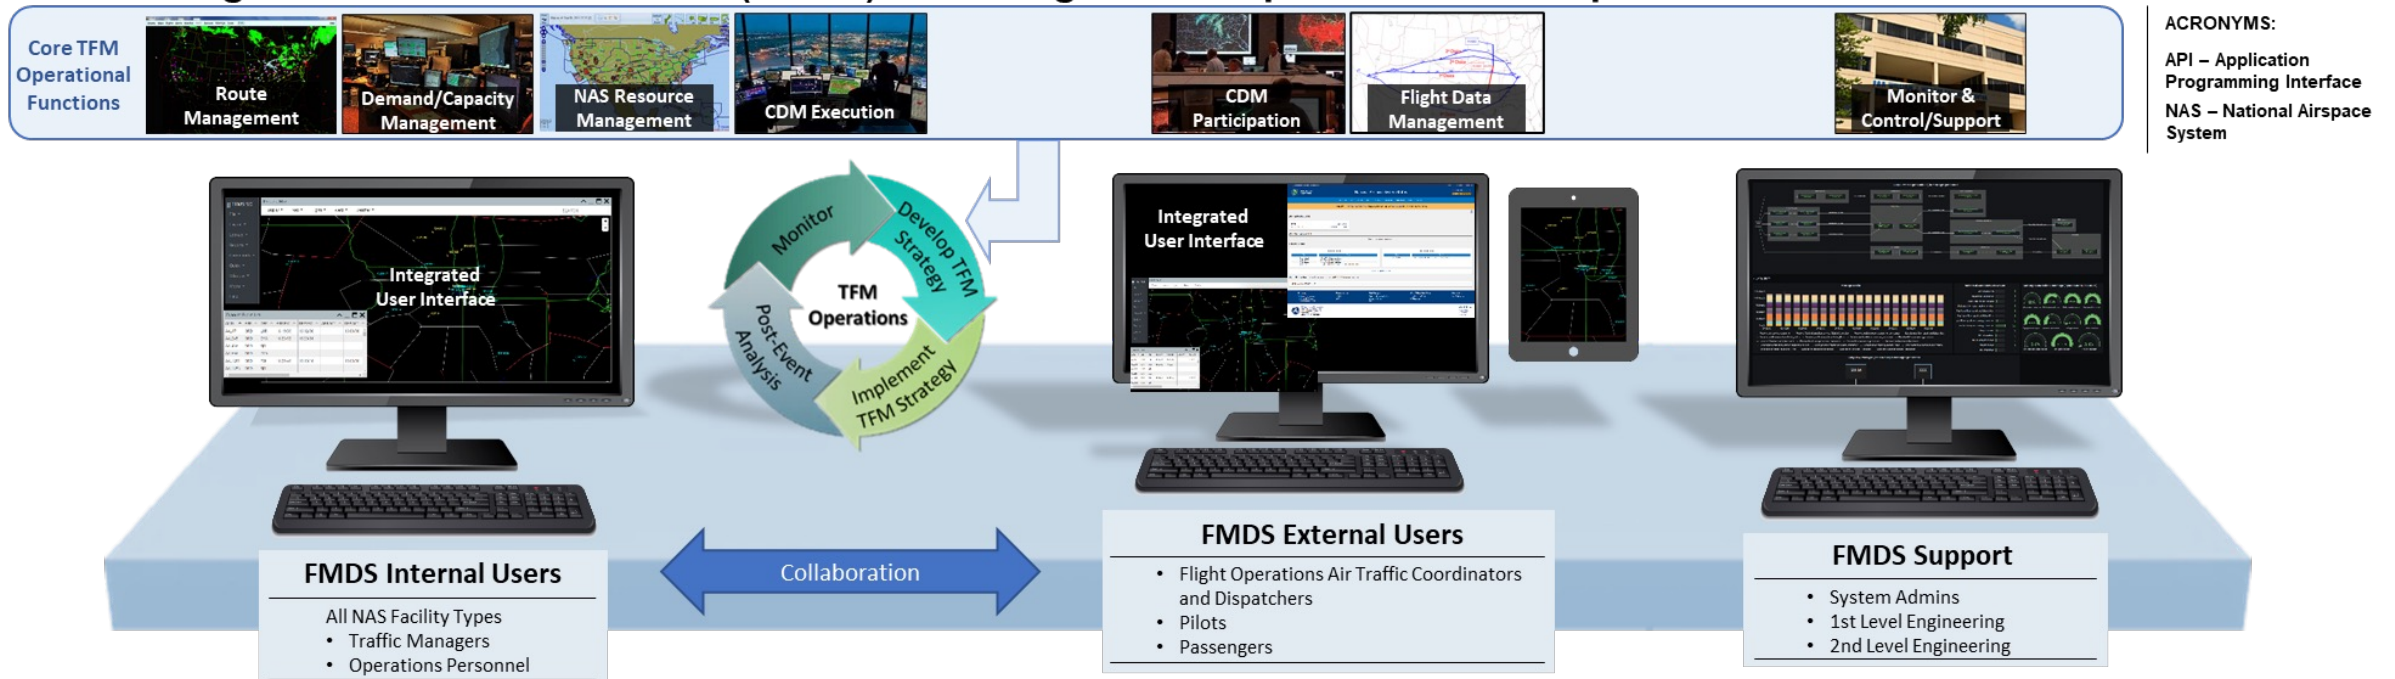 Core TFM
Operational
Functions
Route
Management
Demand/Capacity
Management
NAS Resource
Management
CDM Execution
CDM
Participation
Flight Data
Management
Monitor &
Control/Support
ACRONYMS:
API – Application
Programming Interface
NAS – National Airspace
System
Integrated
User Interface
Monitor
Develop TFM
Strategy
Implement
TFM Strategy
Post-Event
Analysis
TFM
Operations
Integrated
User Interface
FMDS Internal Users
All NAS Facility Types
• Traffic Managers
• Operations Personnel
Collaboration
FMDS External Users
• Flight Operations Air Traffic Coordinators
and Dispatchers
• Pilots
• Passengers
FMDS Support
• System Admins
• 1st Level Engineering
• 2nd Level Engineering